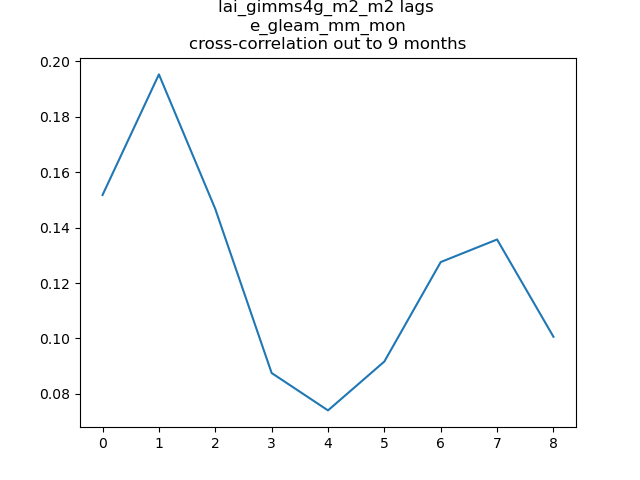 lai_gimms4g_m2_m2 lags
e_gleam_mm_mon
cross-correlation out to 9 months
0.20
0.18
0.16
0.14
0.12
0.10
0.08
0 1 2 3 4 5 6 7 8